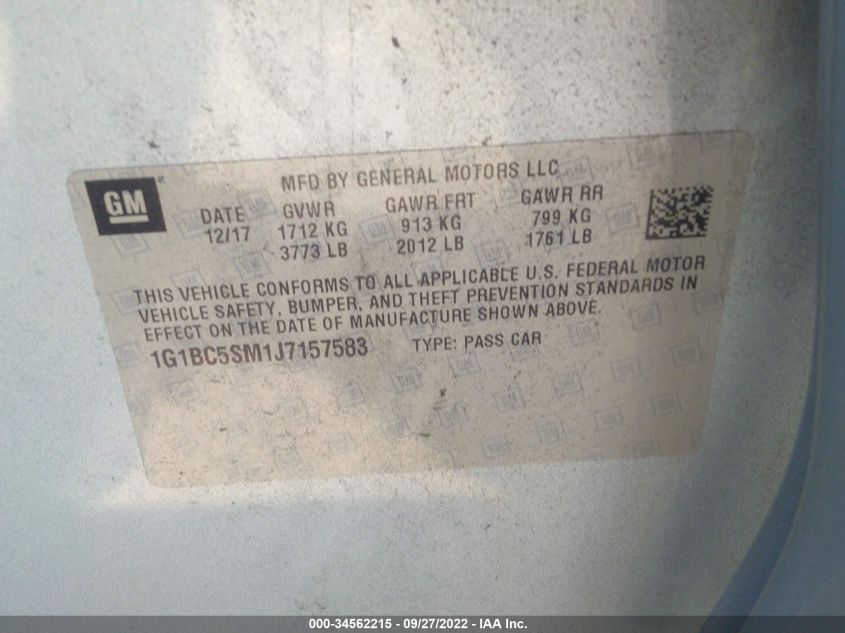 GM
MFD BY GENERAL MOTORS LLC
DATE GVWR GAWR FRT GAWR RR
12/17 1712 KG 913 KG 799 KG
3773 LB 2012 LB 1761 LB
THIS VEHICLE CONFORMS TO ALL APPLICABLE U.S. FEDERAL MOTOR
VEHICLE SAFETY, BUMPER, AND THEFT PREVENTION STANDARDS IN
EFFECT ON THE DATE OF MANUFACTURE SHOWN ABOVE.
1G1BC5SM1J7157583 TYPE: PASS CAR
000-34562215 - 09/27/2022 - IAA Inc.